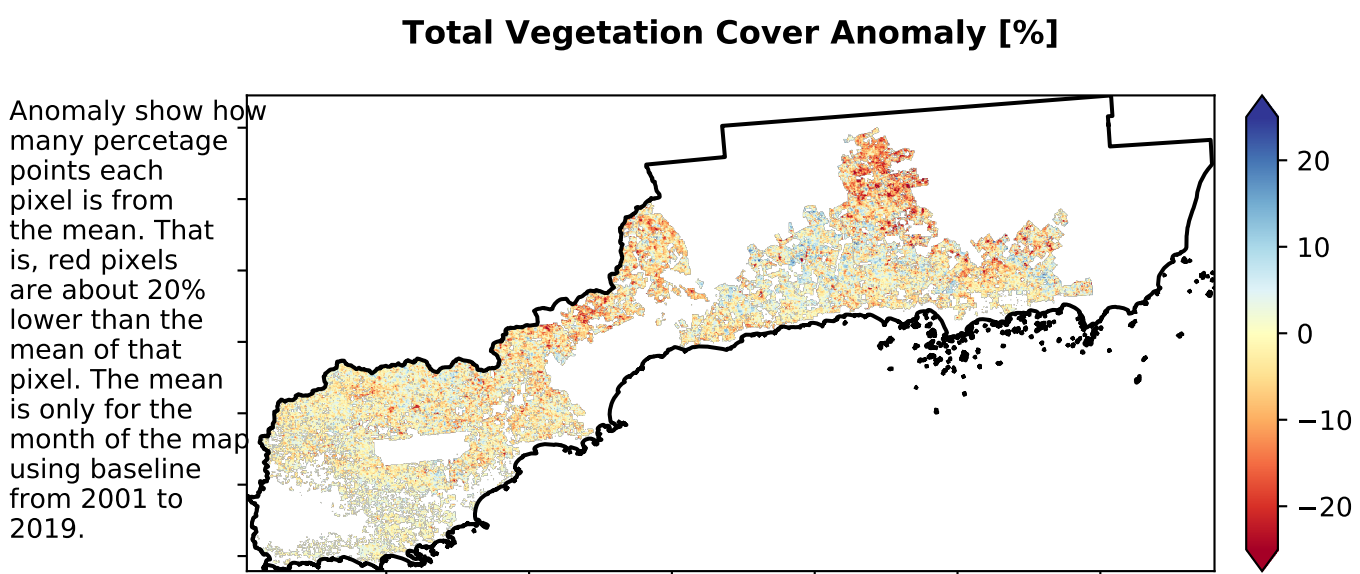 Total Vegetation Cover Anomaly [%]
Anomaly show how
many percetage
points each
pixel is from
the mean. That
is, red pixels
are about 20%
lower than the
mean of that
pixel. The mean
is only for the
month of the map
using baseline
from 2001 to
2019.
20
10
0
−10
−20